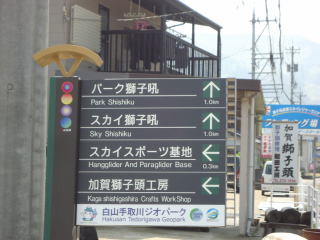 パーク獅子吼
Park Shishiku
1.0km
スカイ獅子吼
Sky Shishiku
1.0km
スカイスポーツ基地
Hangglider And Paraglider Base
0.3km
加賀獅子頭工房
Kaga shishigashira Crafts WorkShop
白山手取川ジオパーク
Hakusan Tedorigawa Geopark
加賀獅子頭